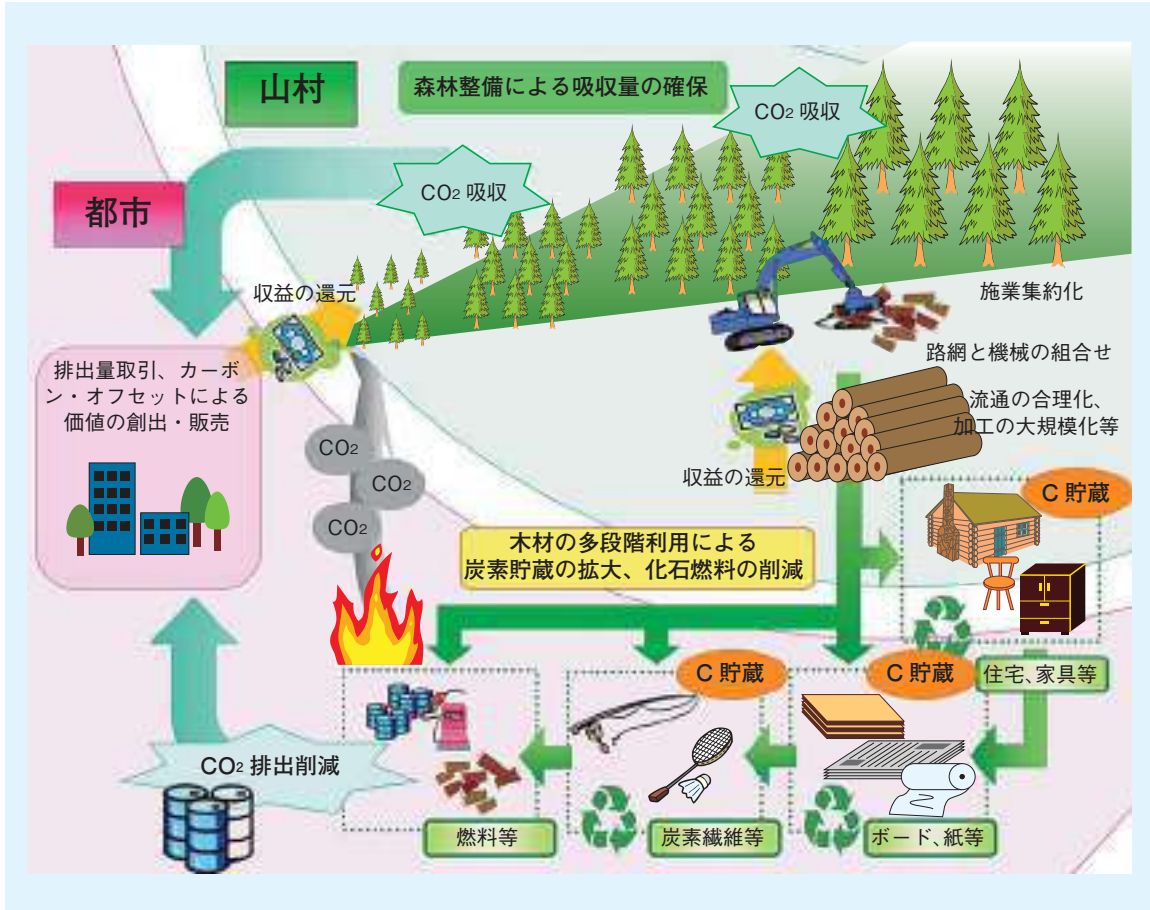 山村
森林整備による吸収量の確保
CO2 吸収
CO2 吸収
都市
収益の還元
施業集約化
路網と機械の組合せ
流通の合理化、
加工の大規模化等
排出量取引、カーボ
ン・オフセットによる
価値の創出・販売
CO2
CO2
CO2
収益の還元
C 貯蔵
木材の多段階利用による
炭素貯蔵の拡大、化石燃料の削減
住宅、家具等
C 貯蔵
C 貯蔵
CO2 排出削減
燃料等
炭素繊維等
ボード、紙等